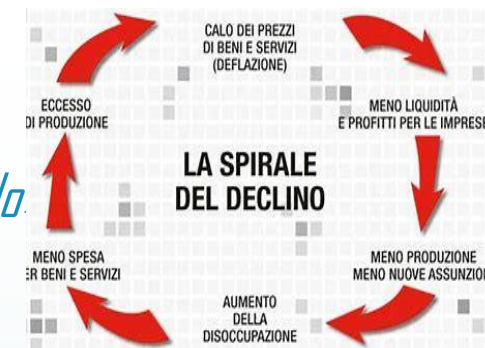 CALO DEI PREZZI
DI BENI E SERVIZI
(DEFLAZIONE)
MENO LIQUIDITÀ
E PROFITTI PER LE IMPRESE
MENO PRODUZIONE
MENO NUOVE ASSUNZIONI
AUMENTO
DELLA
DISOCCUPAZIONE
MENO SPESA
PER BENI E SERVIZI
ECCESSO
DI PRODUZIONE
LA SPIRALE
DEL DECLINO